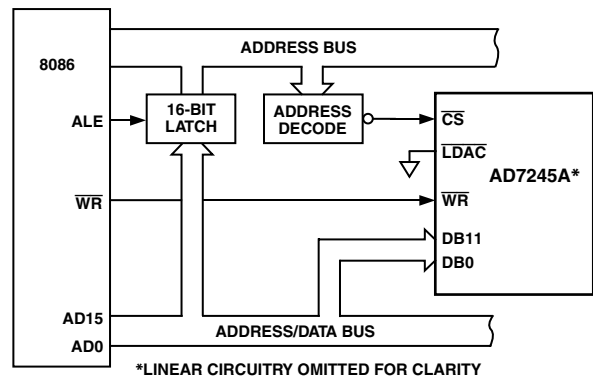 8086
ADDRESS BUS
ALE
16-BIT
LATCH
ADDRESS
DECODE
CS
LDAC
AD7245A*
WR
WR
DB11
DB0
AD15
AD0
ADDRESS/DATA BUS
*LINEAR CIRCUITRY OMITTED FOR CLARITY